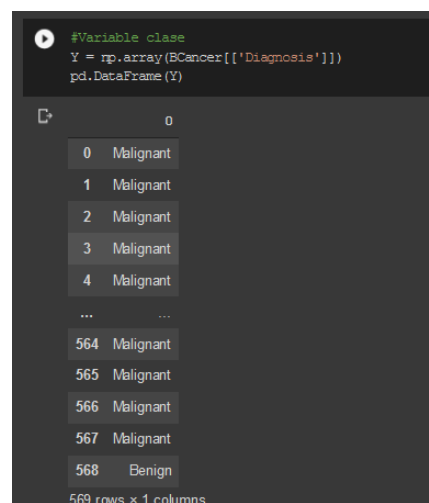 #Variable clase
Y = np.array(BCancer[['Diagnosis']])
pd.DataFrame(Y)
0
0 Malignant
1 Malignant
2 Malignant
3 Malignant
4 Malignant
... ...
564 Malignant
565 Malignant
566 Malignant
567 Malignant
568 Benign
569 rows × 1 columns